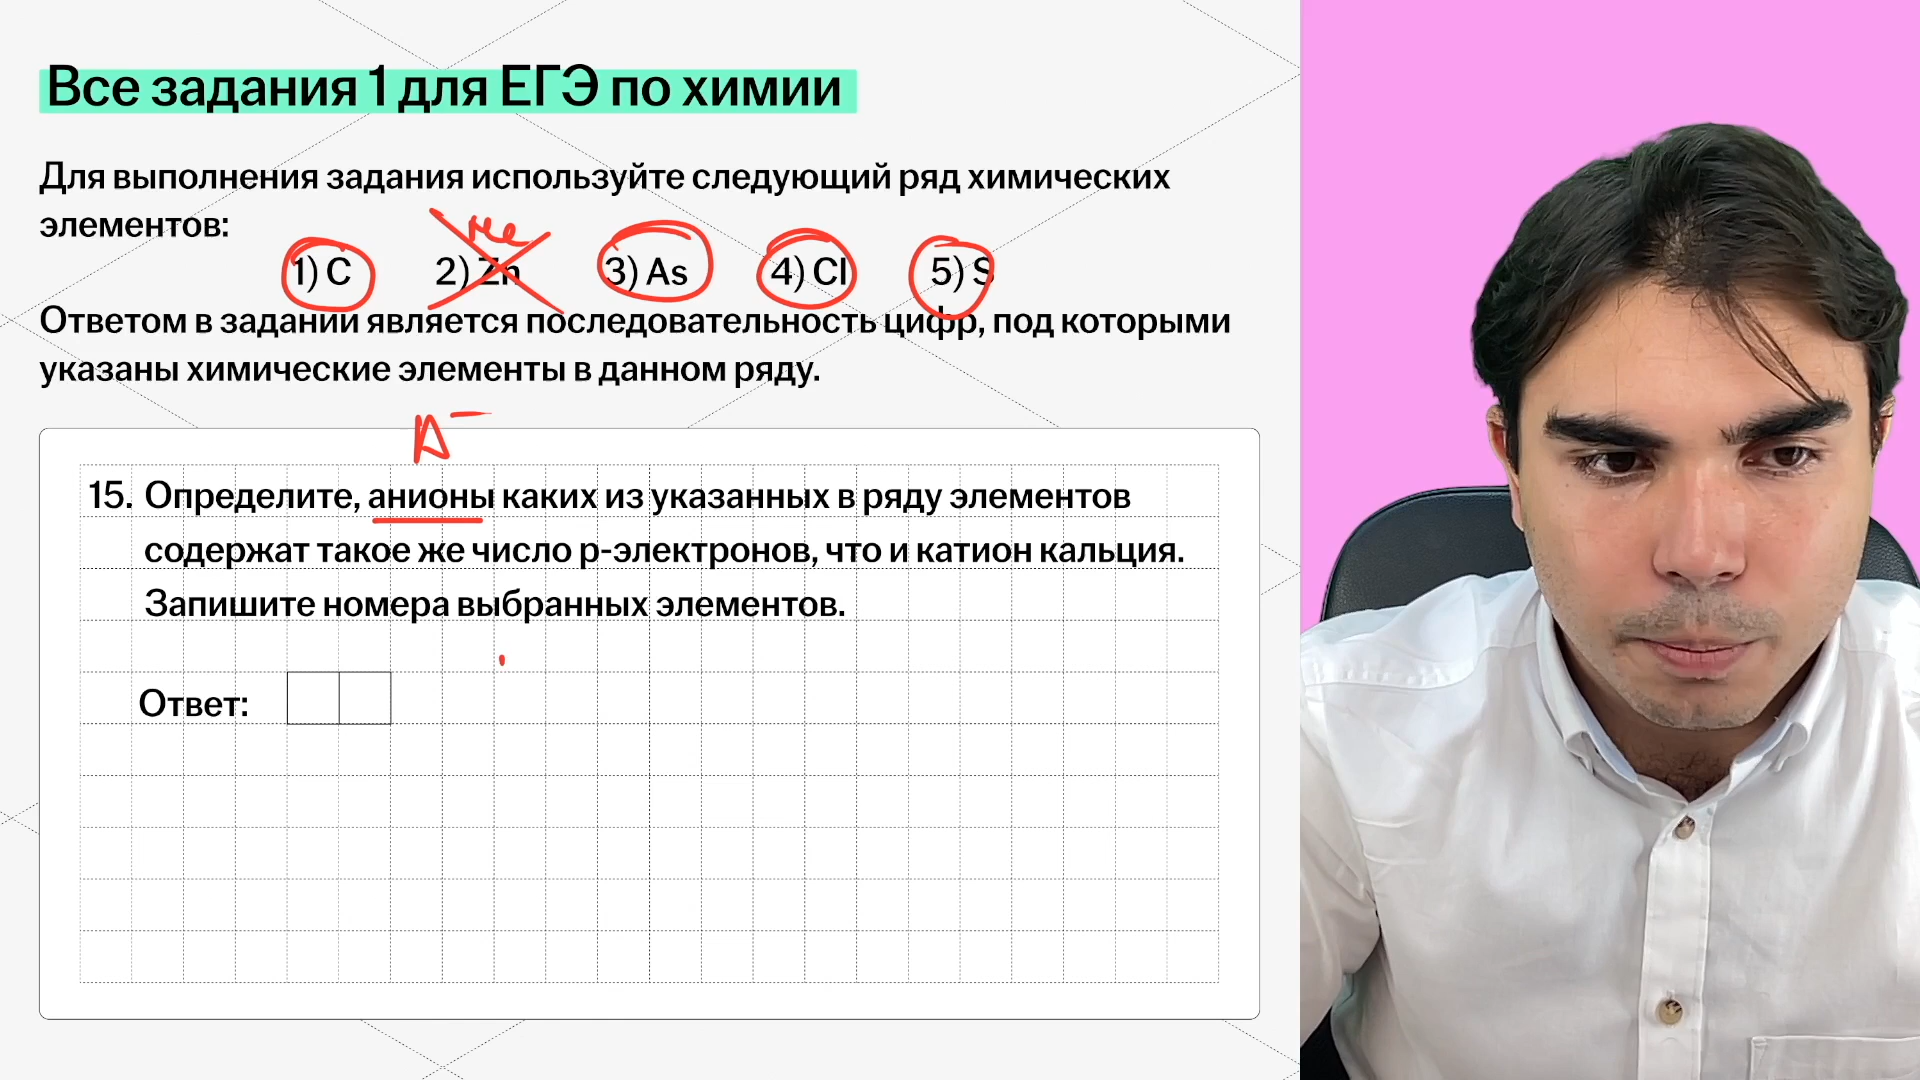 Все задания 1 для ЕГЭ по химии
Для выполнения задания используйте следующий ряд химических
элементов:
Ме
1) C 2) Zn 3) As 4) Cl 5) S
Ответом в задании является последовательность цифр, под которыми
указаны химические элементы в данном ряду.
A⁻
15. Определите, анионы каких из указанных в ряду элементов
содержат такое же число р-электронов, что и катион кальция.
Запишите номера выбранных элементов.
Ответ: